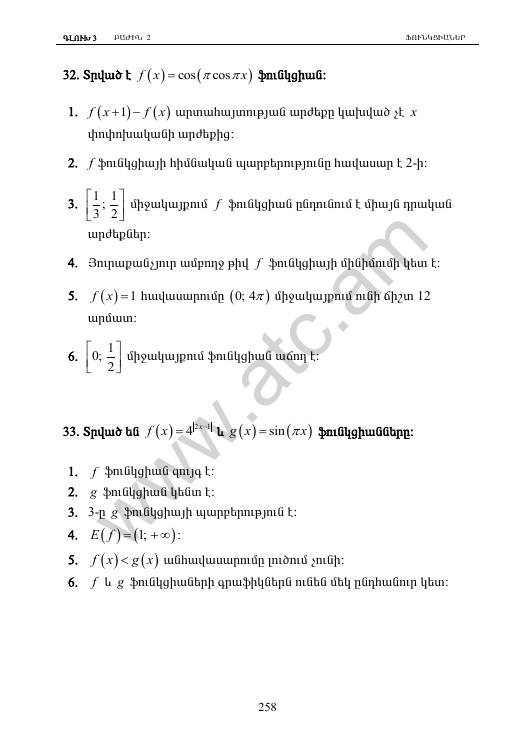 ԳԼՈՒԽ 3 ԲԱԺԻՆ 2 ՖՈՒՆԿՑԻԱՆԵՐ
32. Տրված է f(x)=cos(π cos πx) ֆունկցիան:
1. f(x+1)−f(x) արտահայտության արժեքը կախված չէ x
փոփոխականի արժեքից:
2. f ֆունկցիայի հիմնական պարբերությունը հավասար է 2-ի:
3. [1/3; 1/2] միջակայքում f ֆունկցիան ընդունում է միայն դրական
արժեքներ:
4. Յուրաքանչյուր ամբողջ թիվ f ֆունկցիայի մինիմումի կետ է:
5. f(x)=1 հավասարումը (0; 4π) միջակայքում ունի ճիշտ 12
արմատ:
6. [0; 1/2] միջակայքում ֆունկցիան աճող է:
33. Տրված են f(x)=4^|2x−1| և g(x)=sin(πx) ֆունկցիանները:
1. f ֆունկցիան զույգ է:
2. g ֆունկցիան կենտ է:
3. 3-ը g ֆունկցիայի պարբերություն է:
4. E(f)=(1; +∞):
5. f(x)<g(x) անհավասարումը լուծում չունի:
6. f և g ֆունկցիաների գրաֆիկներն ունեն մեկ ընդհանուր կետ:
www.atc.am
258